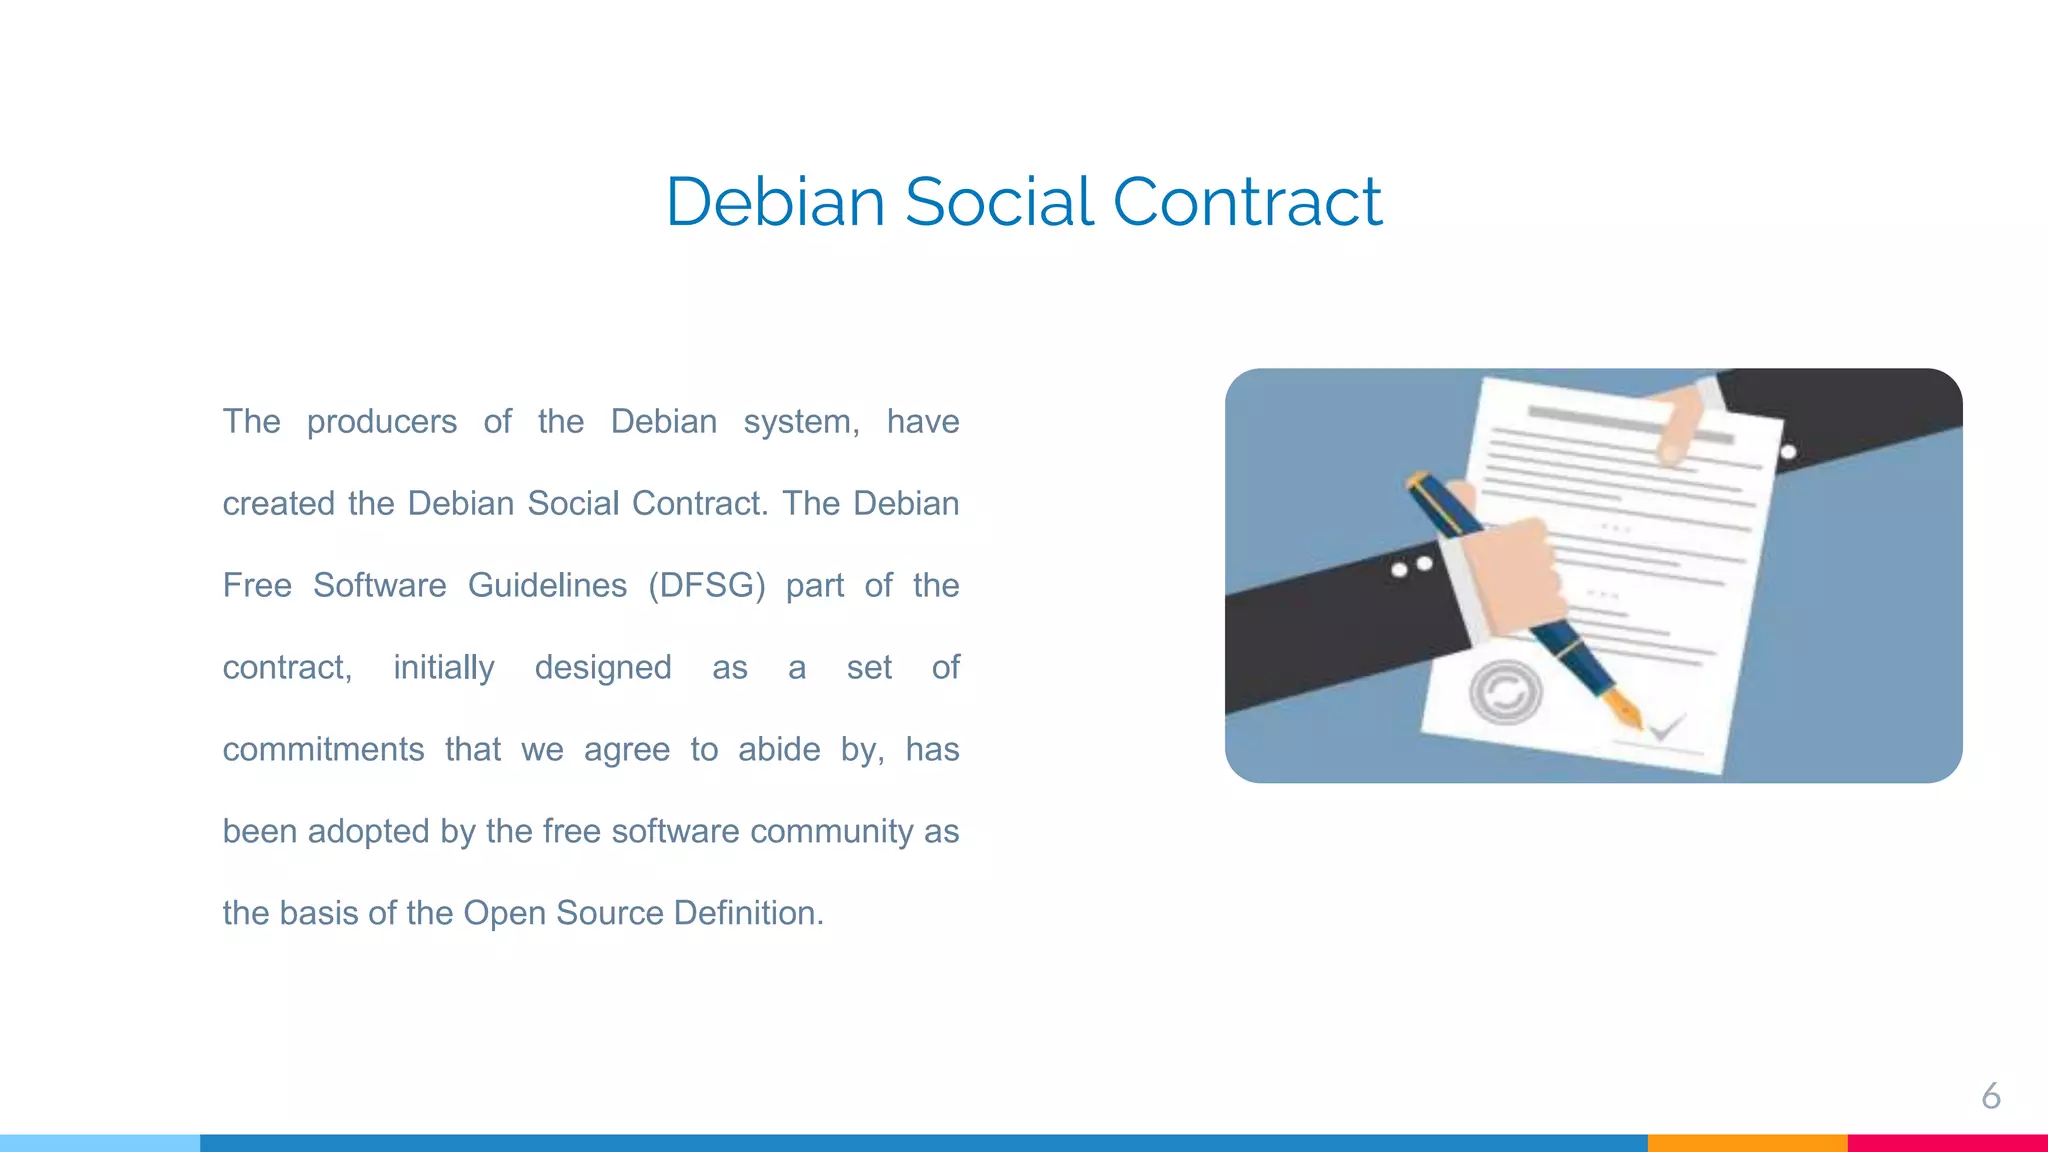 Debian Social Contract
The producers of the Debian system, have
created the Debian Social Contract. The Debian
Free Software Guidelines (DFSG) part of the
contract, initially designed as a set of
commitments that we agree to abide by, has
been adopted by the free software community as
the basis of the Open Source Definition.
6